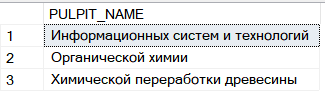 PULPIT_NAME
1 Информационных систем и технологий
2 Органической химии
3 Химической переработки древесины